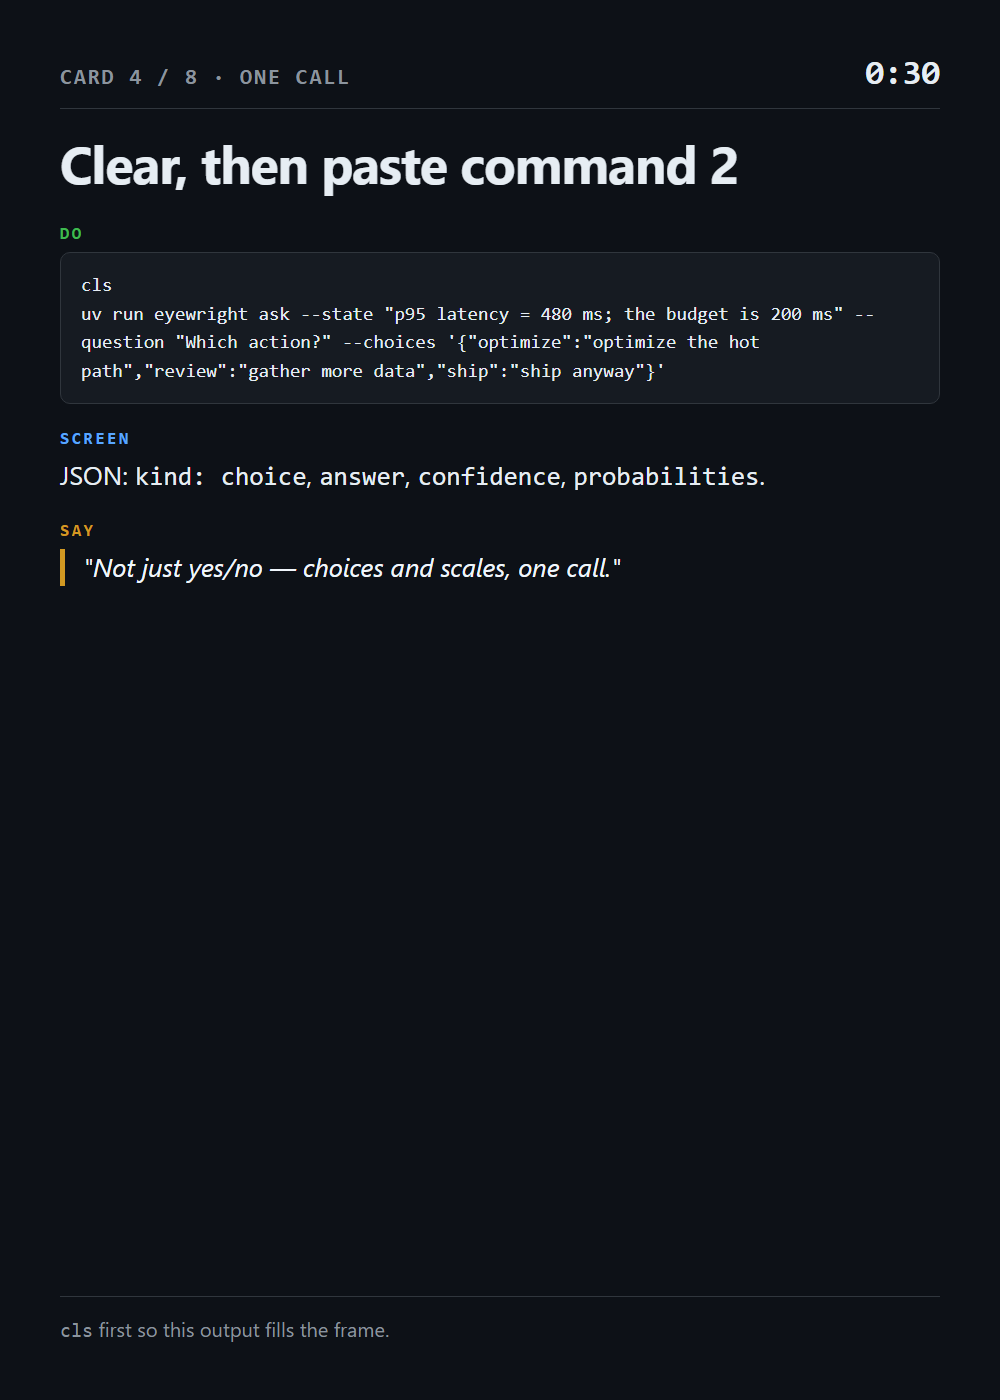 CARD 4 / 8 · ONE CALL
0:30
Clear, then paste command 2
DO
cls
uv run eyewright ask --state "p95 latency = 480 ms; the budget is 200 ms" --
question "Which action?" --choices '{"optimize":"optimize the hot
path","review":"gather more data","ship":"ship anyway"}'
SCREEN
JSON: kind: choice, answer, confidence, probabilities.
SAY
"Not just yes/no — choices and scales, one call."
cls first so this output fills the frame.